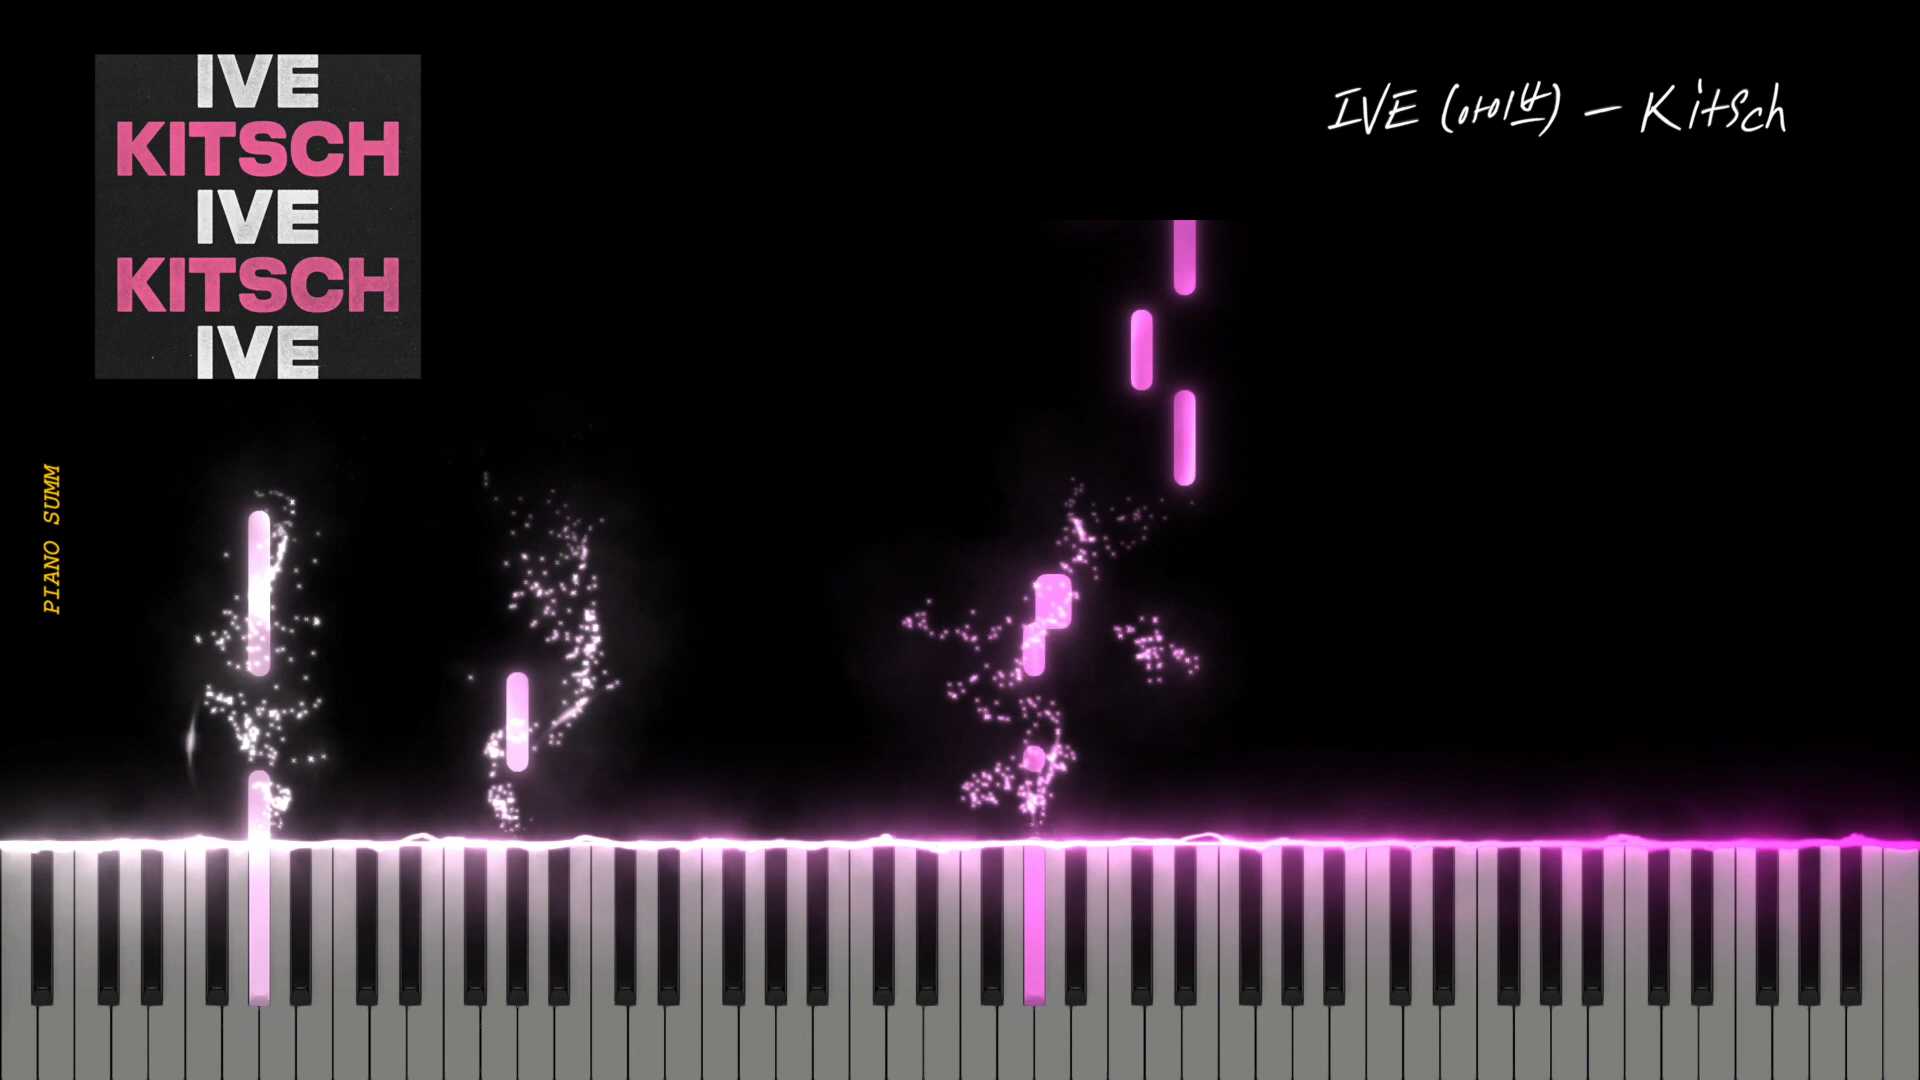 IVE
KITSCH
IVE
KITSCH
IVE
IVE (아이브) – Kitsch
PIANO SUMM